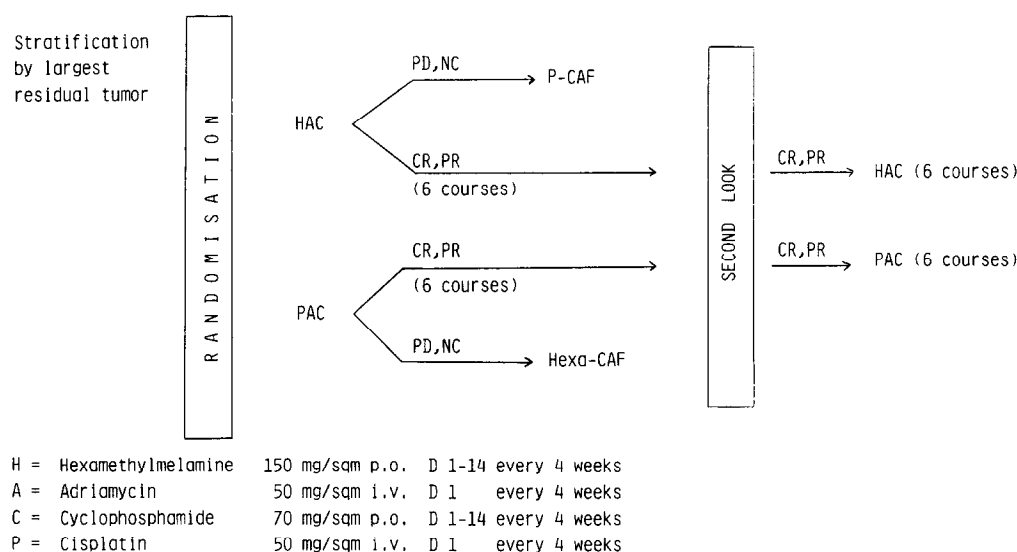 Stratification
by largest
residual tumor
RANDOMISATION
HAC
PD,NC
P-CAF
CR,PR
(6 courses)
PAC
CR,PR
(6 courses)
PD,NC
Hexa-CAF
SECOND LOOK
CR,PR
HAC (6 courses)
CR,PR
PAC (6 courses)
H = Hexamethylmelamine 150 mg/sqm p.o. D 1-14 every 4 weeks
A = Adriamycin 50 mg/sqm i.v. D 1 every 4 weeks
C = Cyclophosphamide 70 mg/sqm p.o. D 1-14 every 4 weeks
P = Cisplatin 50 mg/sqm i.v. D 1 every 4 weeks